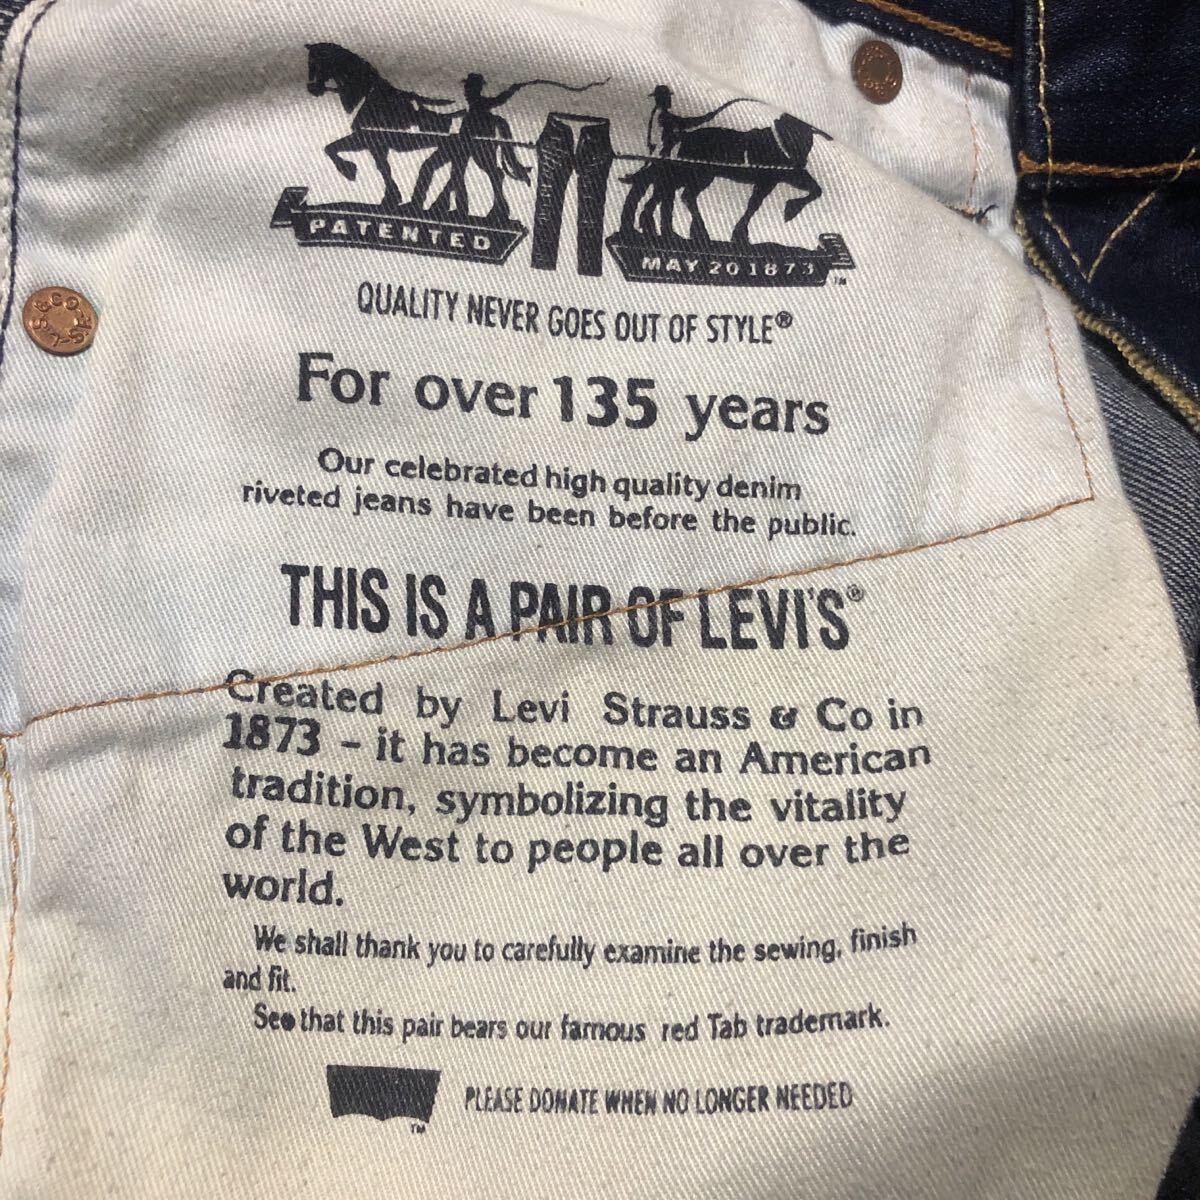 PATENTED
MAY 20 1873
TM
QUALITY NEVER GOES OUT OF STYLE®
For over 135 years
Our celebrated high quality denim
riveted jeans have been before the public.
THIS IS A PAIR OF LEVI'S®
Created by Levi Strauss & Co in
1873 – it has become an American
tradition, symbolizing the vitality
of the West to people all over the
world.
We shall thank you to carefully examine the sewing, finish
and fit.
See that this pair bears our famous red Tab trademark.
TM
PLEASE DONATE WHEN NO LONGER NEEDED
L.S.&CO.